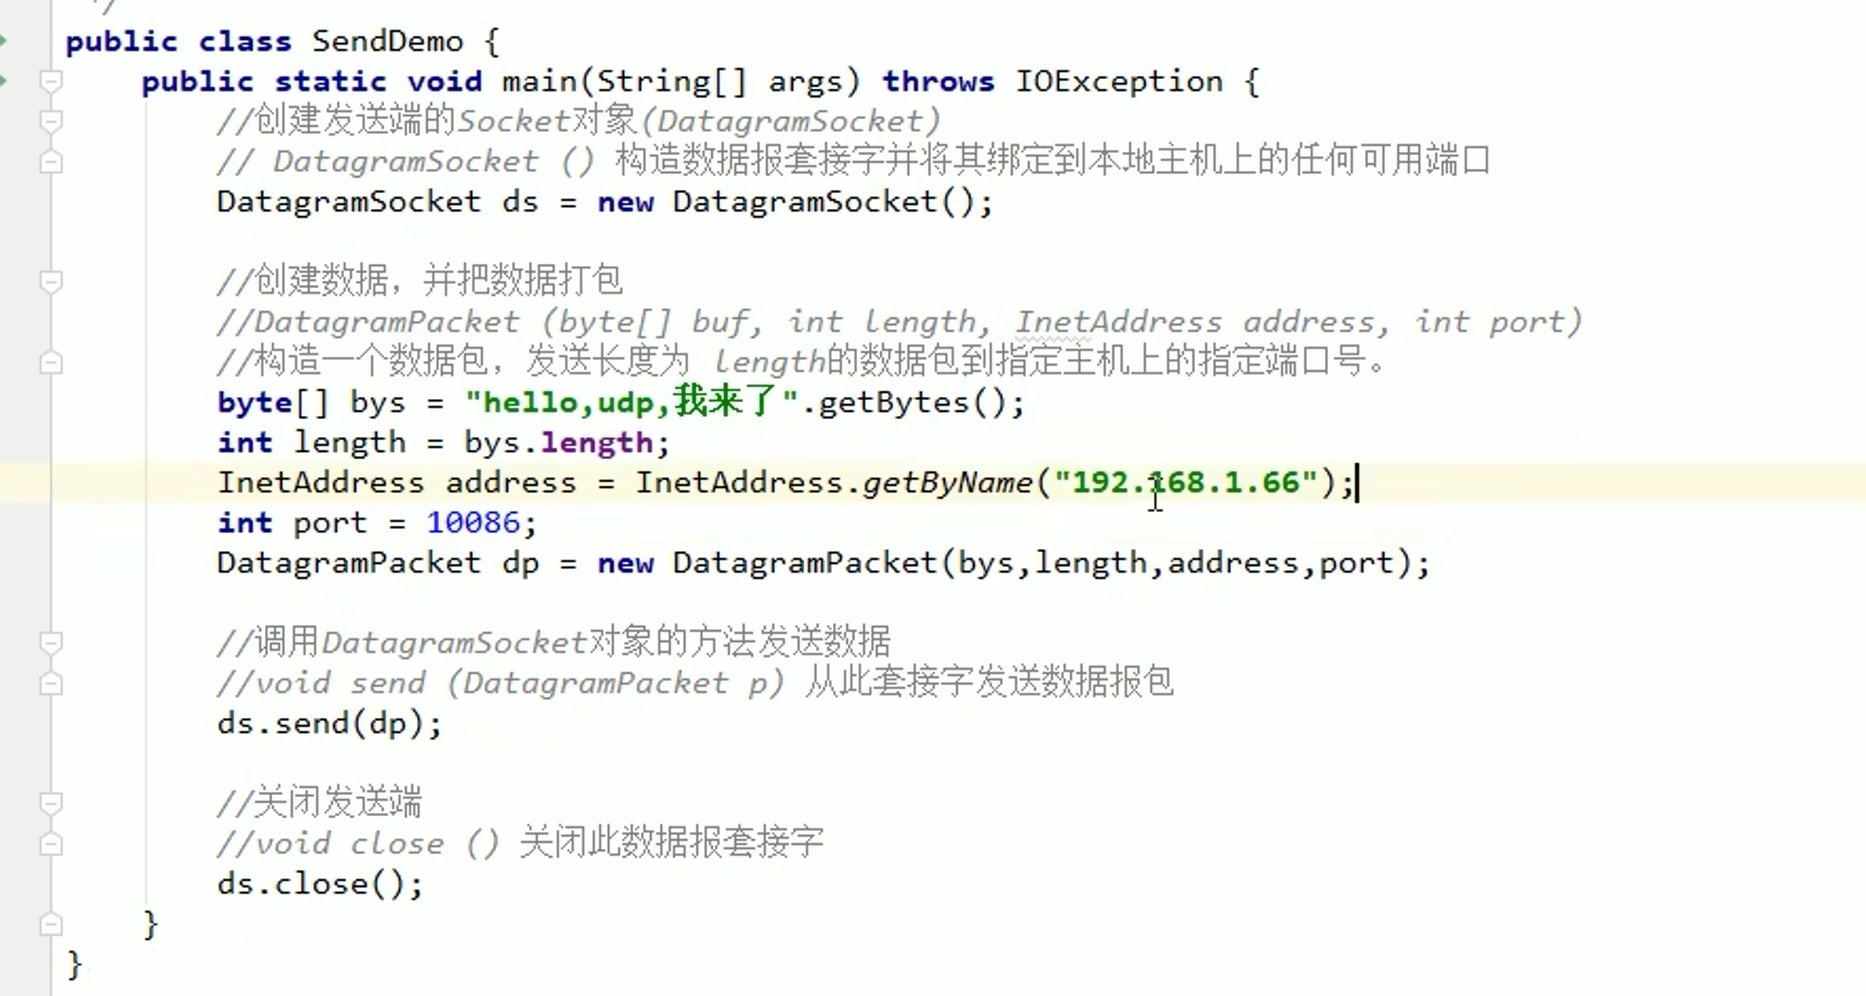 */
public class SendDemo {
public static void main(String[] args) throws IOException {
//创建发送端的Socket对象(DatagramSocket)
// DatagramSocket () 构造数据报套接字并将其绑定到本地主机上的任何可用端口
DatagramSocket ds = new DatagramSocket();
//创建数据，并把数据打包
//DatagramPacket (byte[] buf, int length, InetAddress address, int port)
//构造一个数据包，发送长度为 length的数据包到指定主机上的指定端口号。
byte[] bys = "hello,udp,我来了".getBytes();
int length = bys.length;
InetAddress address = InetAddress.getByName("192.168.1.66");
int port = 10086;
DatagramPacket dp = new DatagramPacket(bys,length,address,port);
//调用DatagramSocket对象的方法发送数据
//void send (DatagramPacket p) 从此套接字发送数据报包
ds.send(dp);
//关闭发送端
//void close () 关闭此数据报套接字
ds.close();
}
}